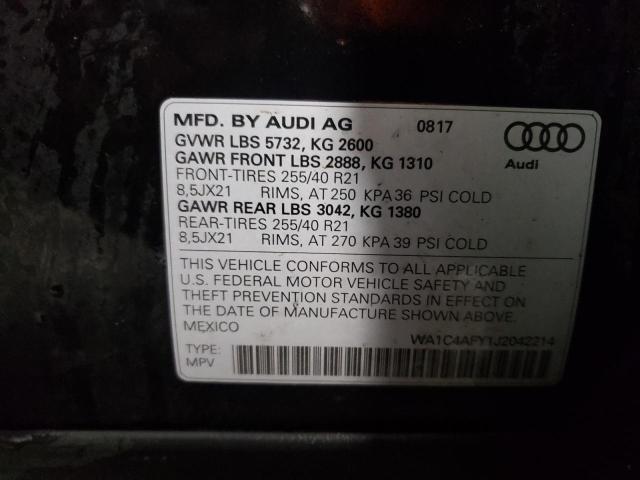 MFD. BY AUDI AG 0817
GVWR LBS 5732, KG 2600
GAWR FRONT LBS 2888, KG 1310
FRONT-TIRES 255/40 R21
8,5JX21 RIMS, AT 250 KPA 36 PSI COLD
GAWR REAR LBS 3042, KG 1380
REAR-TIRES 255/40 R21
8,5JX21 RIMS, AT 270 KPA 39 PSI COLD
Audi
THIS VEHICLE CONFORMS TO ALL APPLICABLE
U.S. FEDERAL MOTOR VEHICLE SAFETY AND
THEFT PREVENTION STANDARDS IN EFFECT ON
THE DATE OF MANUFACTURE SHOWN ABOVE.
MEXICO
WA1C4AFY1J2042214
TYPE:
MPV